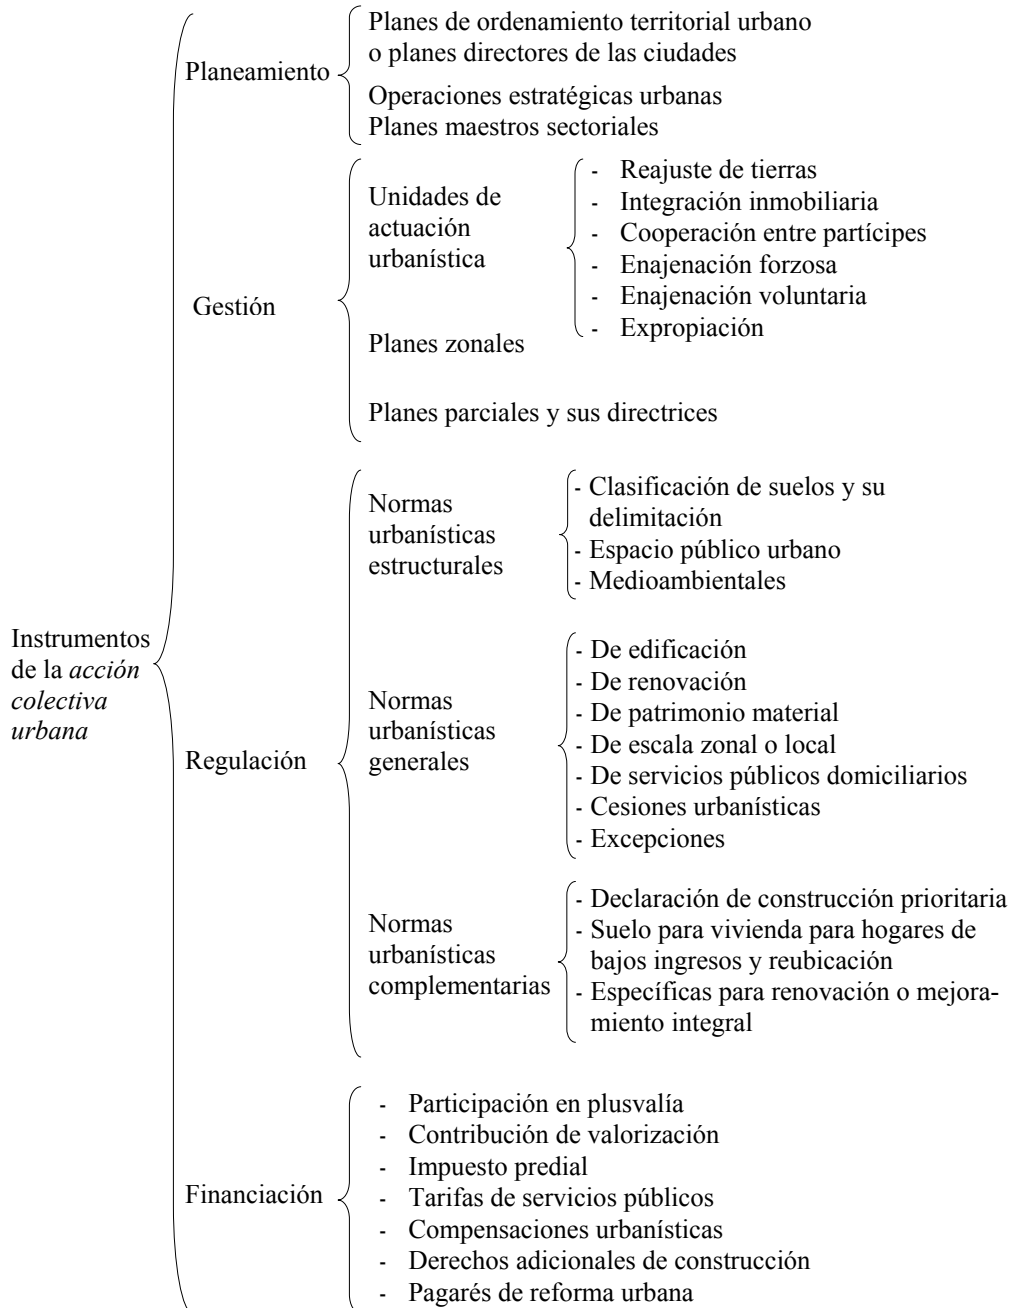 Instrumentos
de la acción
colectiva
urbana
Planeamiento
Planes de ordenamiento territorial urbano
o planes directores de las ciudades
Operaciones estratégicas urbanas
Planes maestros sectoriales
Gestión
Unidades de
actuación
urbanística
- Reajuste de tierras
- Integración inmobiliaria
- Cooperación entre partícipes
- Enajenación forzosa
- Enajenación voluntaria
- Expropiación
Planes zonales
Planes parciales y sus directrices
Regulación
Normas
urbanísticas
estructurales
- Clasificación de suelos y su
delimitación
- Espacio público urbano
- Medioambientales
Normas
urbanísticas
generales
- De edificación
- De renovación
- De patrimonio material
- De escala zonal o local
- De servicios públicos domiciliarios
- Cesiones urbanísticas
- Excepciones
Normas
urbanísticas
complementarias
- Declaración de construcción prioritaria
- Suelo para vivienda para hogares de
bajos ingresos y reubicación
- Específicas para renovación o mejora-
miento integral
Financiación
- Participación en plusvalía
- Contribución de valorización
- Impuesto predial
- Tarifas de servicios públicos
- Compensaciones urbanísticas
- Derechos adicionales de construcción
- Pagarés de reforma urbana